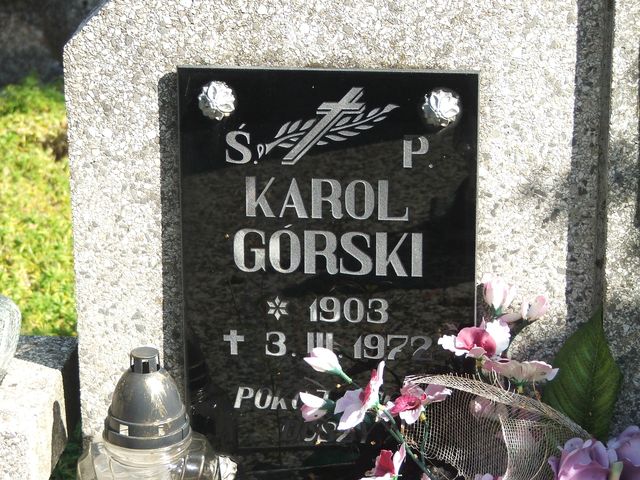 Ś. P.
KAROL
GÓRSKI
* 1903
✝ 3. III. 1972